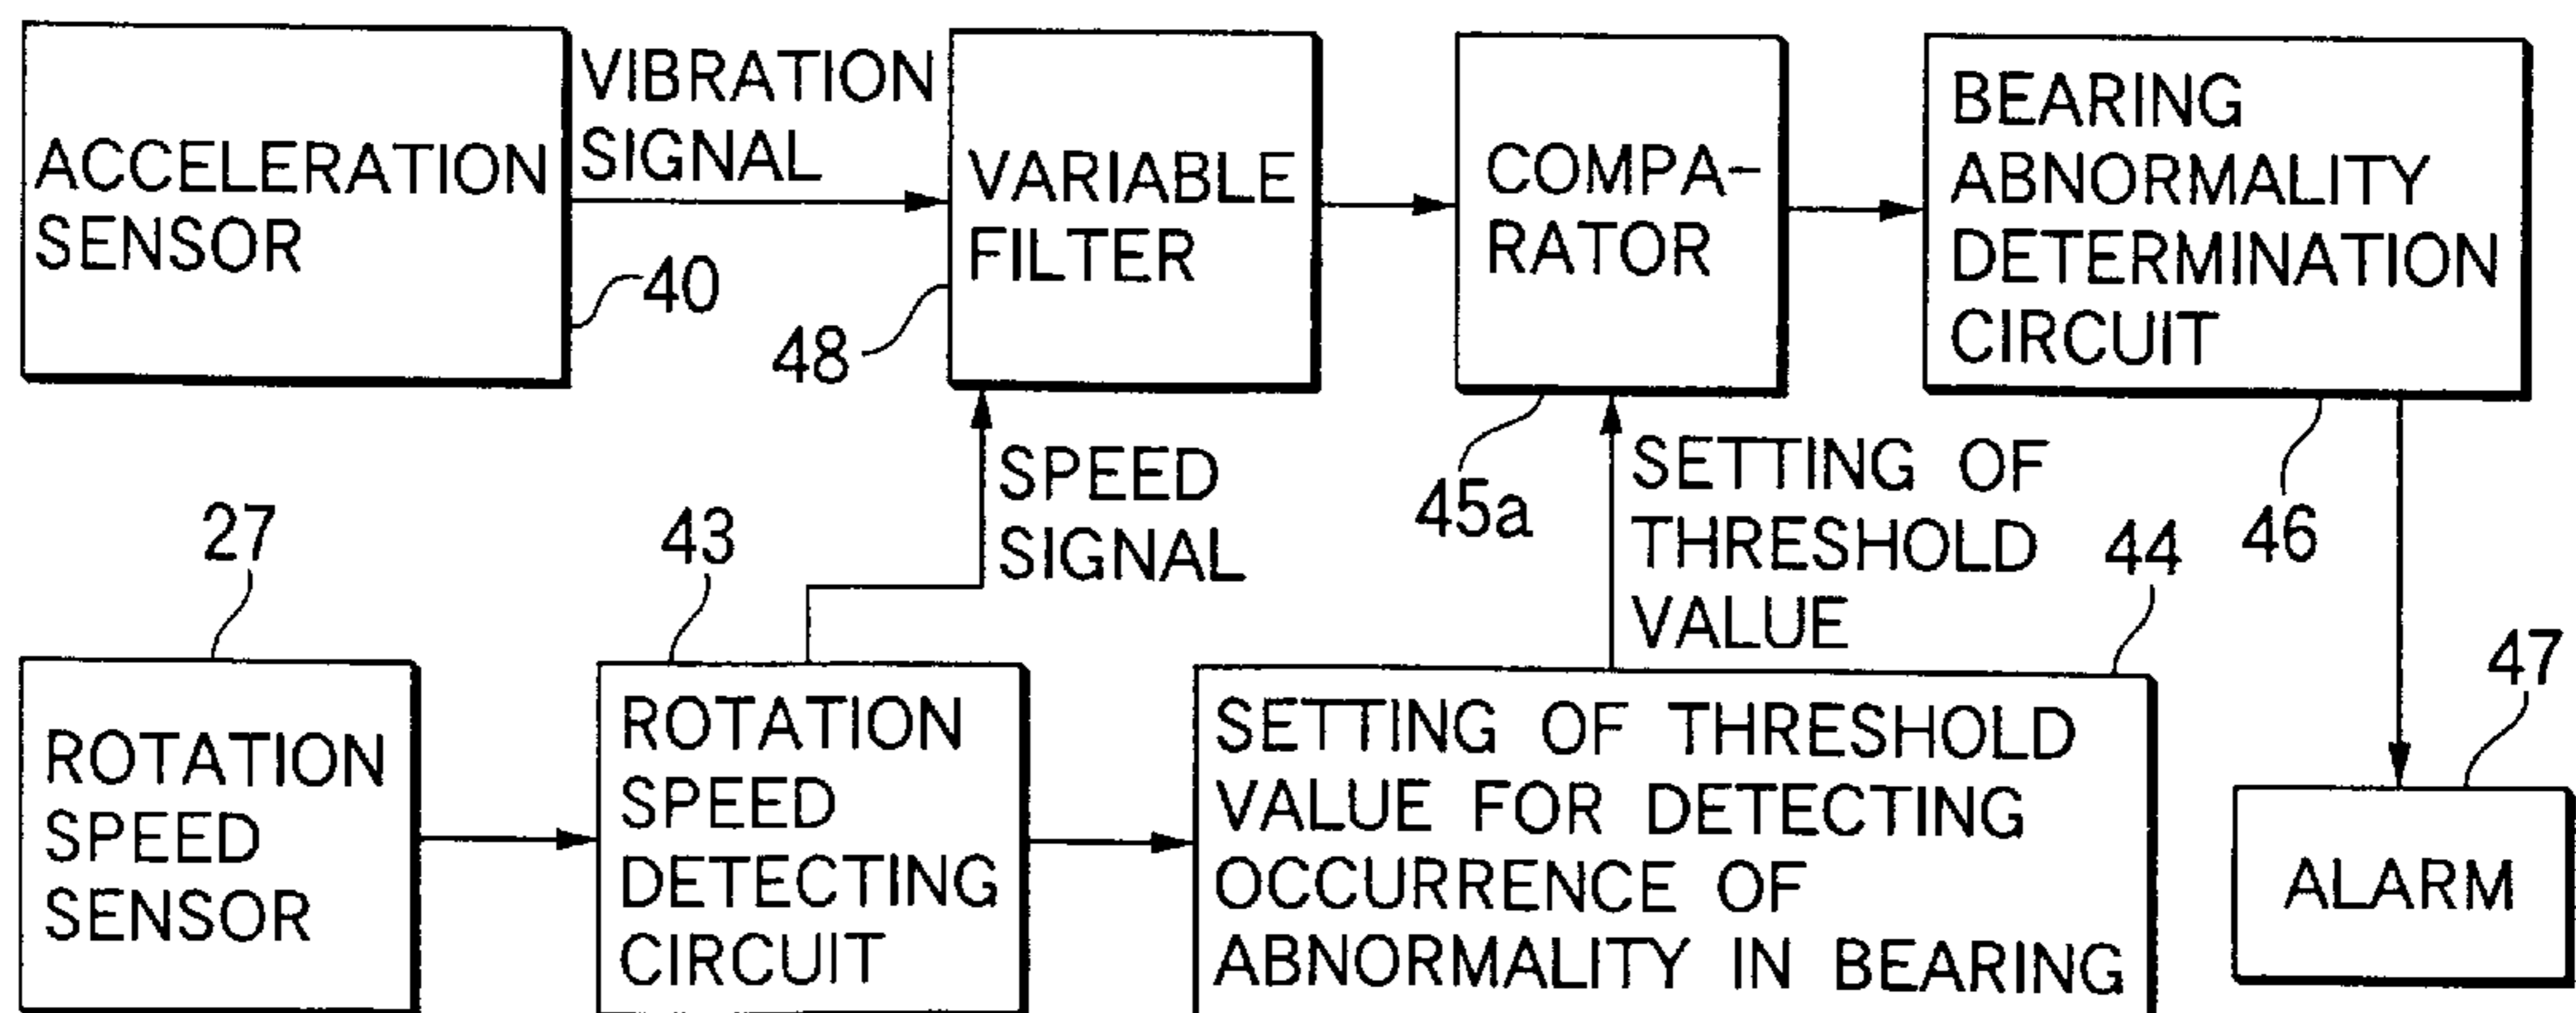 ACCELERATION
SENSOR
40
VIBRATION
SIGNAL
VARIABLE
FILTER
48
COMPA-
RATOR
45a
BEARING
ABNORMALITY
DETERMINATION
CIRCUIT
46
SPEED
SIGNAL
SETTING OF
THRESHOLD
VALUE
27
ROTATION
SPEED
SENSOR
43
ROTATION
SPEED
DETECTING
CIRCUIT
44
SETTING OF THRESHOLD
VALUE FOR DETECTING
OCCURRENCE OF
ABNORMALITY IN BEARING
47
ALARM